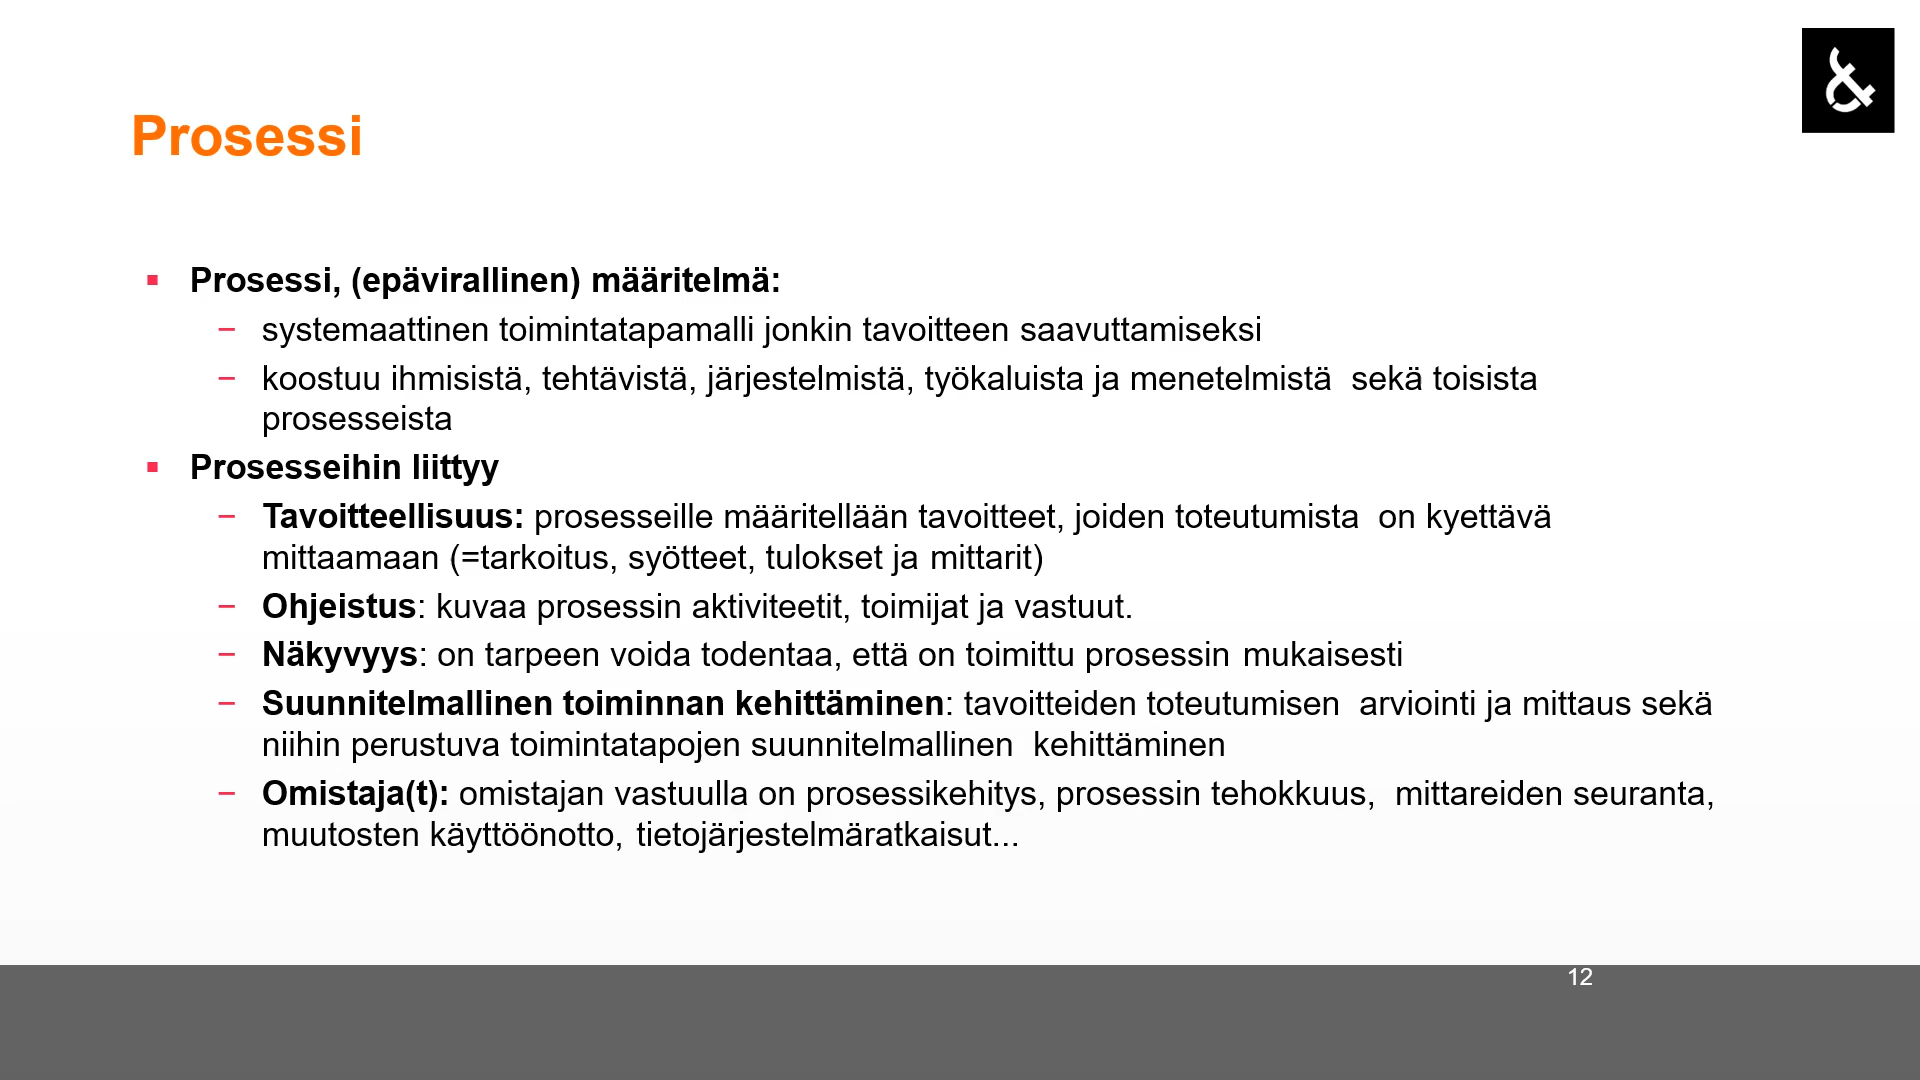 &
Prosessi
▪ Prosessi, (epävirallinen) määritelmä:
− systemaattinen toimintatapamalli jonkin tavoitteen saavuttamiseksi
− koostuu ihmisistä, tehtävistä, järjestelmistä, työkaluista ja menetelmistä sekä toisista
prosesseista
▪ Prosesseihin liittyy
− Tavoitteellisuus: prosesseille määritellään tavoitteet, joiden toteutumista on kyettävä
mittaamaan (=tarkoitus, syötteet, tulokset ja mittarit)
− Ohjeistus: kuvaa prosessin aktiviteetit, toimijat ja vastuut.
− Näkyvyys: on tarpeen voida todentaa, että on toimittu prosessin mukaisesti
− Suunnitelmallinen toiminnan kehittäminen: tavoitteiden toteutumisen arviointi ja mittaus sekä
niihin perustuva toimintatapojen suunnitelmallinen kehittäminen
− Omistaja(t): omistajan vastuulla on prosessikehitys, prosessin tehokkuus, mittareiden seuranta,
muutosten käyttöönotto, tietojärjestelmäratkaisut...
12